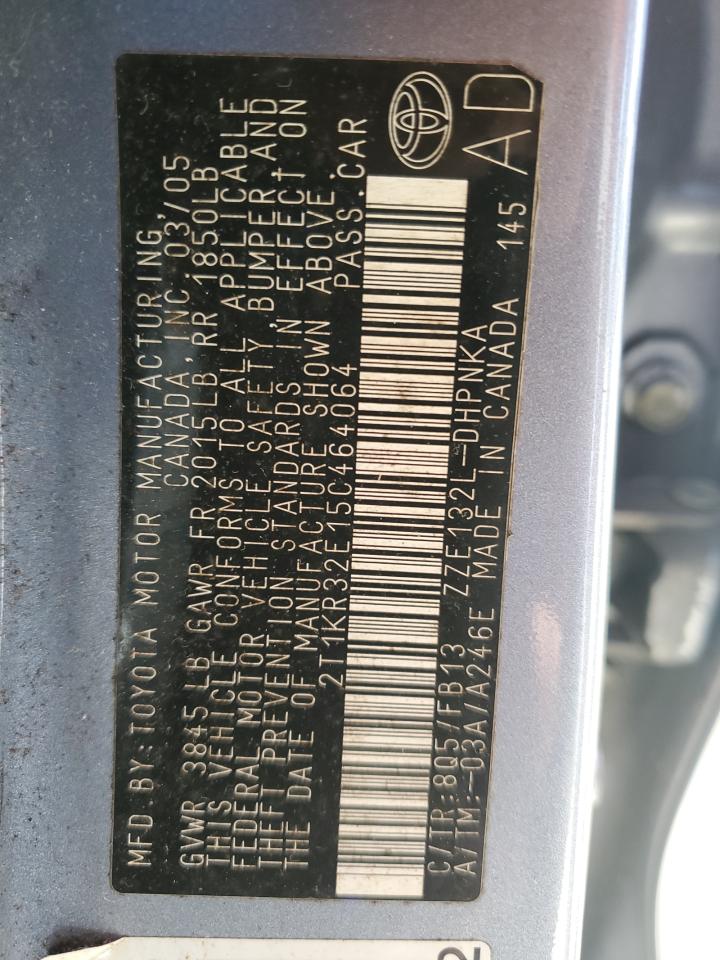 MFD BY:TOYOTA MOTOR MANUFACTURING,
CANADA,INC.03/05
GVWR 3845 LB GAWR FR 2015LB,RR 1850LB
THIS VEHICLE CONFORMS TO ALL APPLICABLE
FEDERAL MOTOR VEHICLE SAFETY,BUMPER,AND
THEFT PREVENTION STANDARDS IN EFFECT ON
THE DATE OF MANUFACTURE SHOWN ABOVE.
2T1KR32E15C464064 PASS.CAR
C/TR:8Q5/FB13 ZZE132L-DHPNKA
A/TM:-03A/A246E MADE IN CANADA 145
AD
2